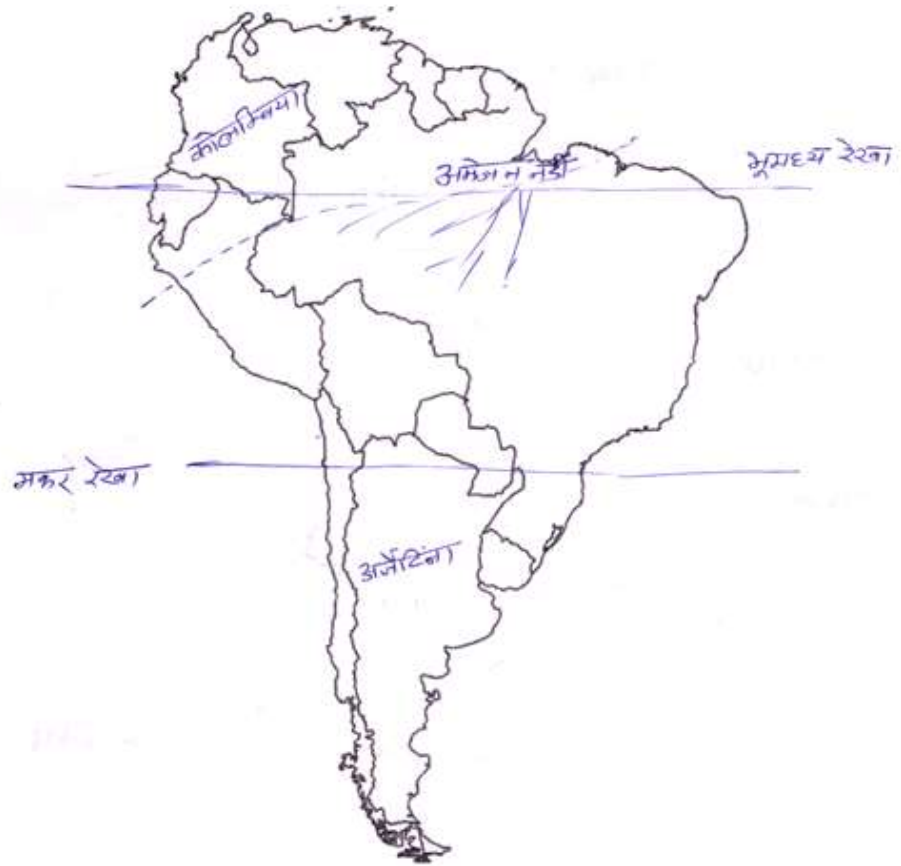 कोलम्बिया
अमेजन नदी
भूमध्य रेखा
मकर रेखा
अर्जेंटिना